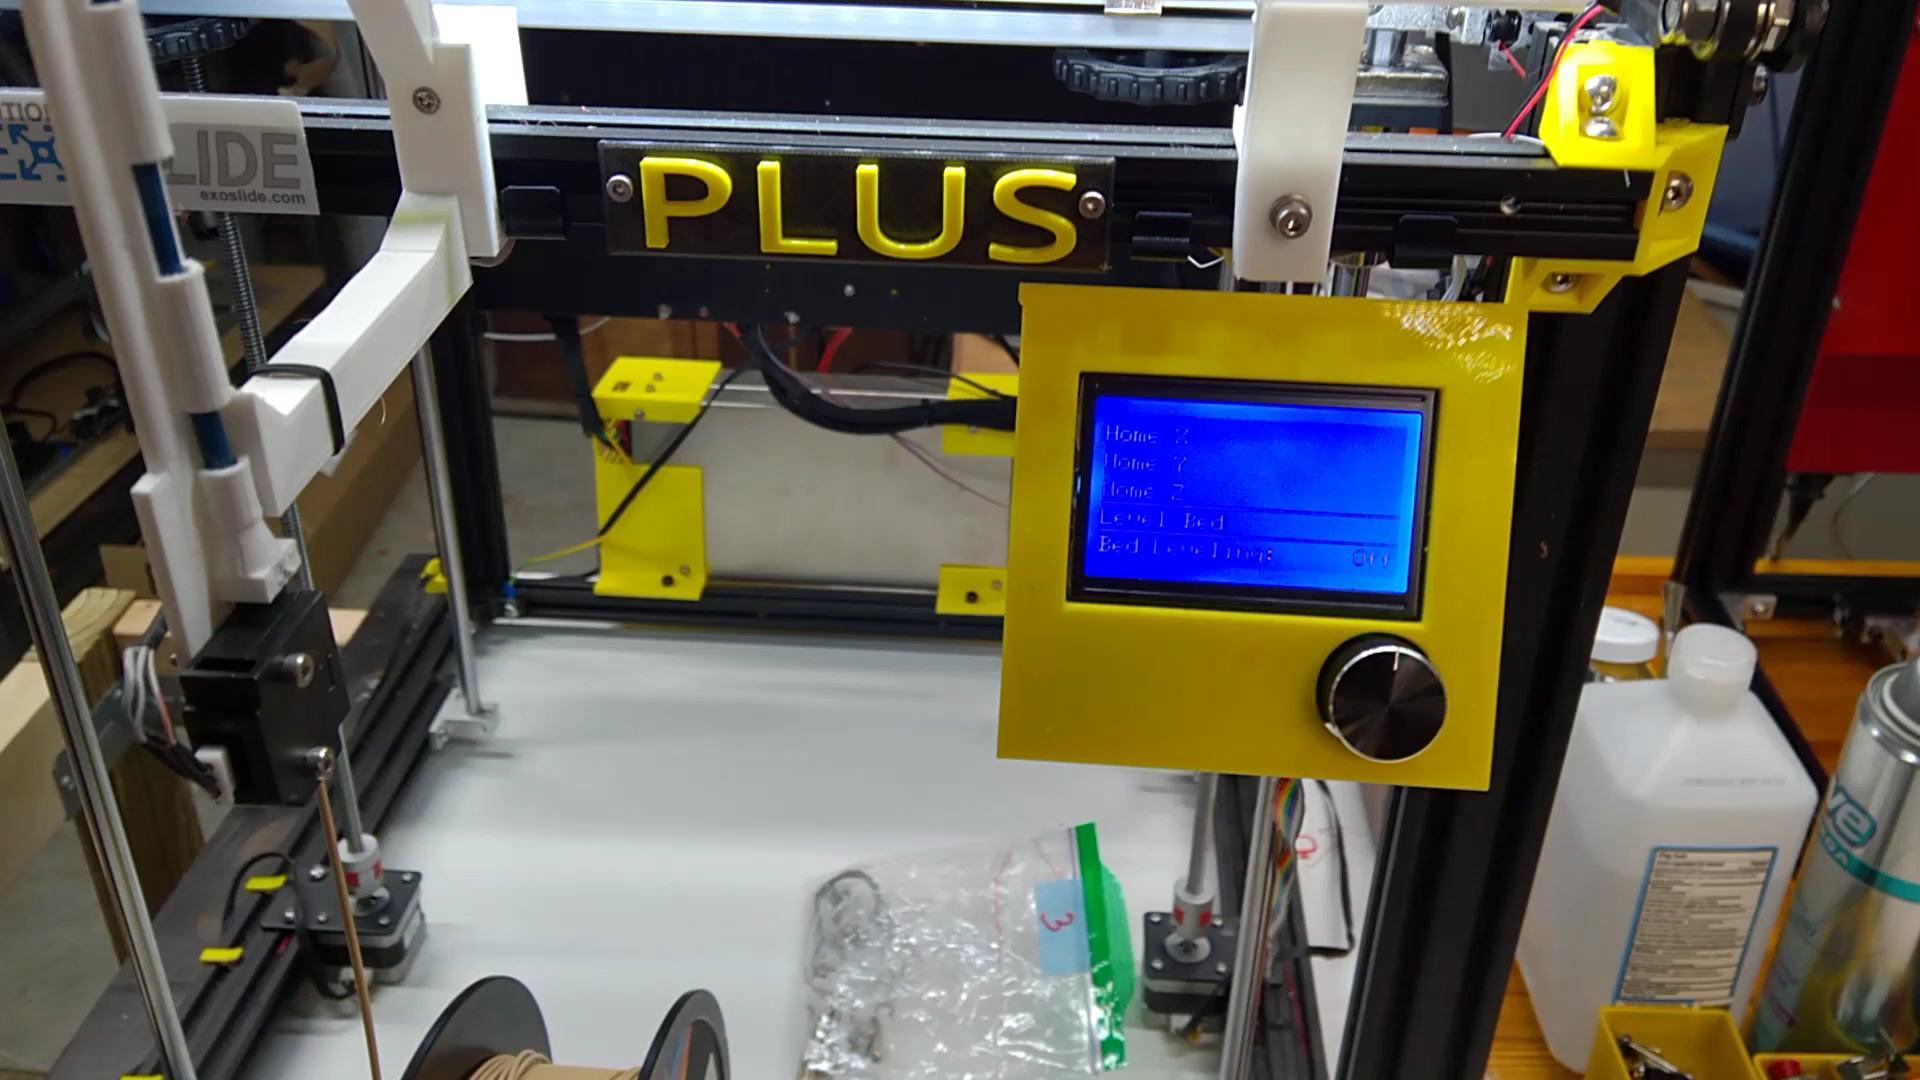 LIDE
exoslide.com
PLUS
Home X
Home Y
Home Z
Level Bed
Bed Leveling: Off
3